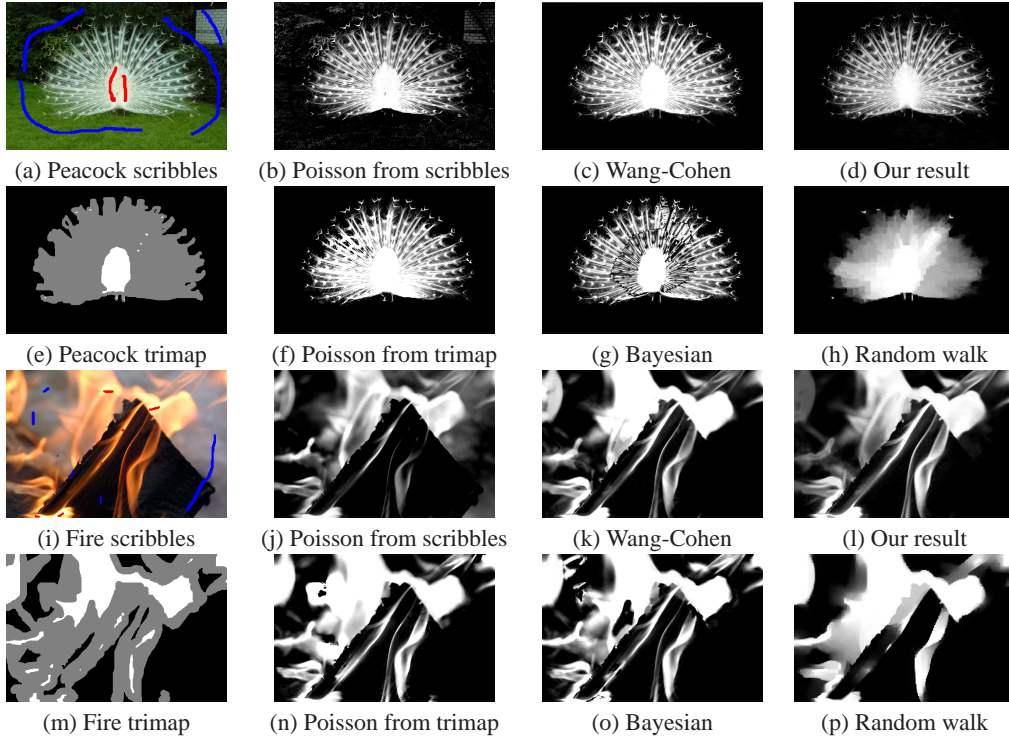 (a) Peacock scribbles
(b) Poisson from scribbles
(c) Wang-Cohen
(d) Our result
(e) Peacock trimap
(f) Poisson from trimap
(g) Bayesian
(h) Random walk
(i) Fire scribbles
(j) Poisson from scribbles
(k) Wang-Cohen
(l) Our result
(m) Fire trimap
(n) Poisson from trimap
(o) Bayesian
(p) Random walk